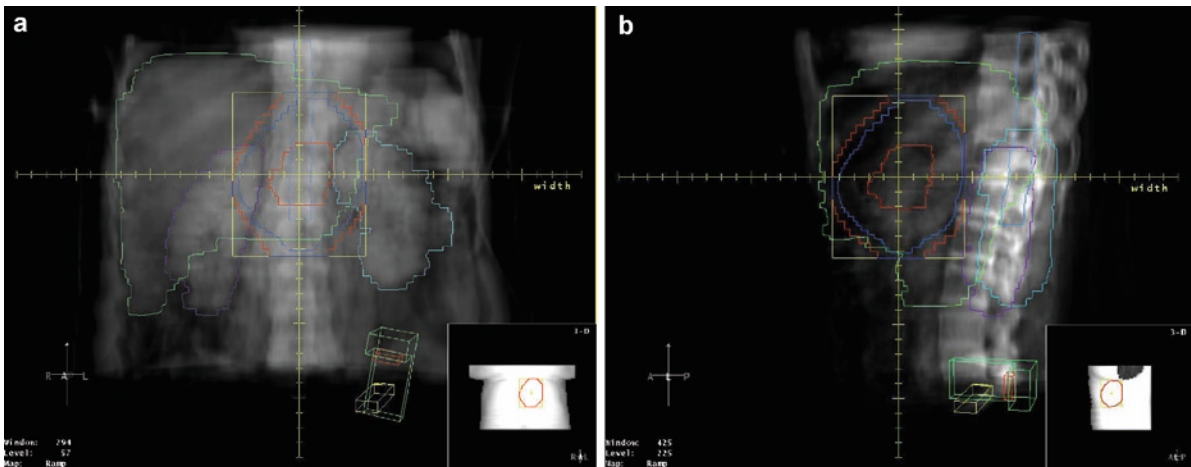 a
width
3-D
R A L
Window: 294
Level: 57
Map: Ramp
b
width
3-D
A L P
Window: 425
Level: 225
Map: Ramp